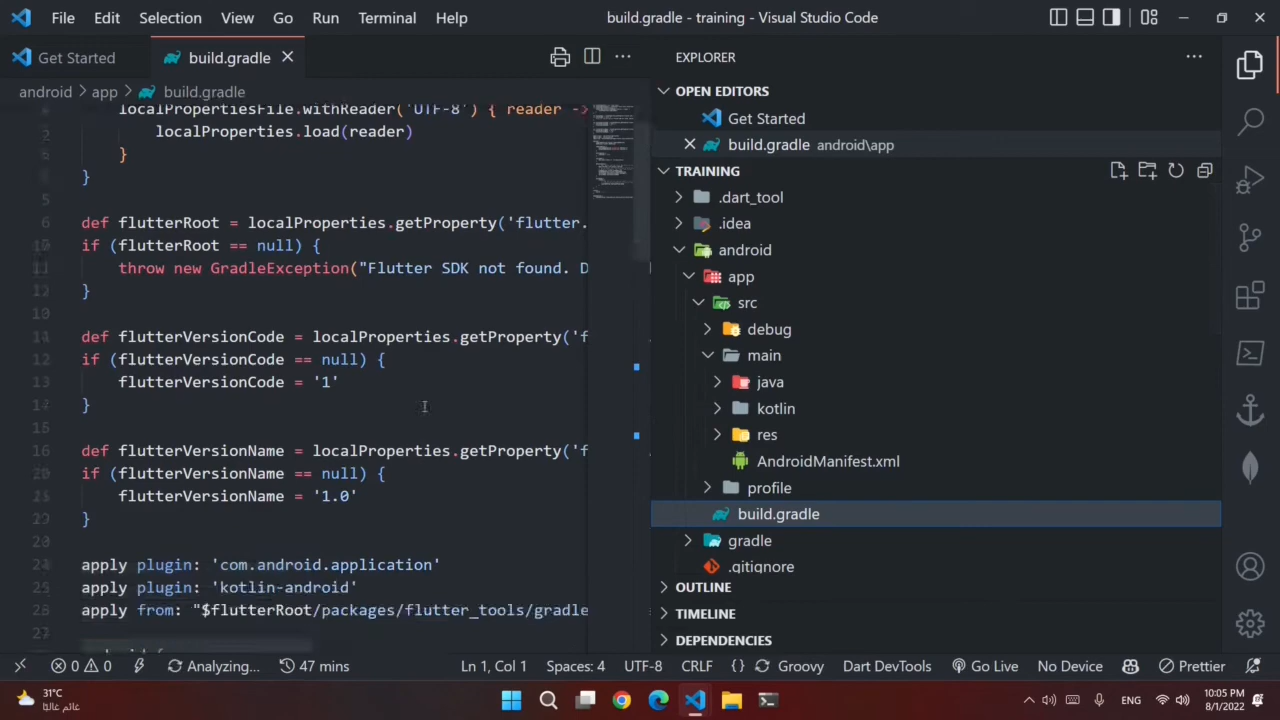 File Edit Selection View Go Run Terminal Help
build.gradle - training - Visual Studio Code
Get Started
build.gradle
android > app > build.gradle
localPropertiesFile.withReader('UTF-8') { reader ->
localProperties.load(reader)
}
}
def flutterRoot = localProperties.getProperty('flutter.
if (flutterRoot == null) {
throw new GradleException("Flutter SDK not found. D
}
def flutterVersionCode = localProperties.getProperty('f
if (flutterVersionCode == null) {
flutterVersionCode = '1'
}
def flutterVersionName = localProperties.getProperty('f
if (flutterVersionName == null) {
flutterVersionName = '1.0'
}
apply plugin: 'com.android.application'
apply plugin: 'kotlin-android'
apply from: "$flutterRoot/packages/flutter_tools/gradle
EXPLORER
OPEN EDITORS
Get Started
build.gradle android\app
TRAINING
.dart_tool
.idea
android
app
src
debug
main
java
kotlin
res
AndroidManifest.xml
profile
build.gradle
gradle
.gitignore
OUTLINE
TIMELINE
DEPENDENCIES
0 0 Analyzing... 47 mins Ln 1, Col 1 Spaces: 4 UTF-8 CRLF {} Groovy Dart DevTools Go Live No Device Prettier
31°C
غائم غالبًا
ENG
10:05 PM
8/1/2022